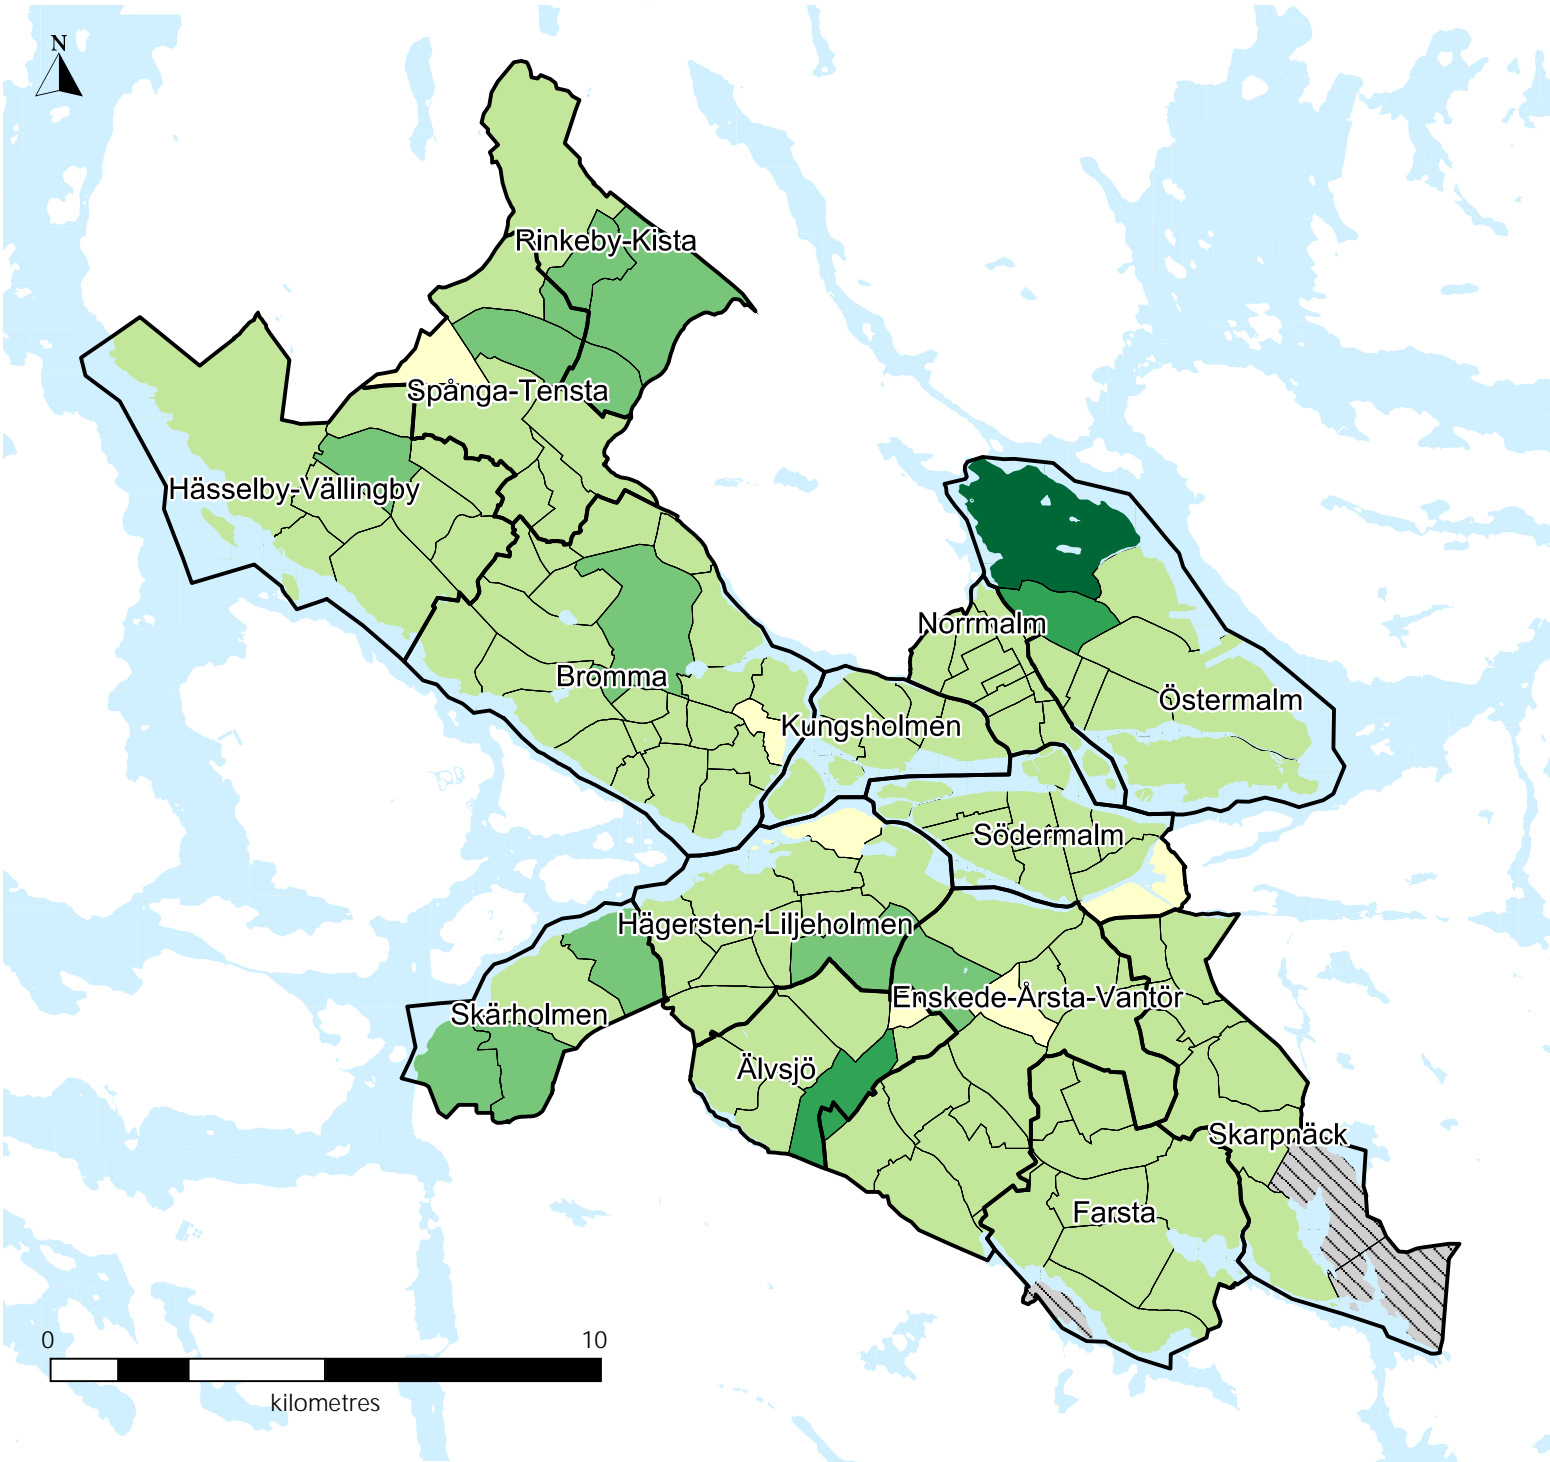 N
Rinkeby-Kista
Spånga-Tensta
Hässelby-Vällingby
Norrmalm
Bromma
Östermalm
Kungsholmen
Södermalm
Hägersten-Liljeholmen
Enskede-Årsta-Vantör
Skärholmen
Älvsjö
Skarpnäck
Farsta
0 10
kilometres